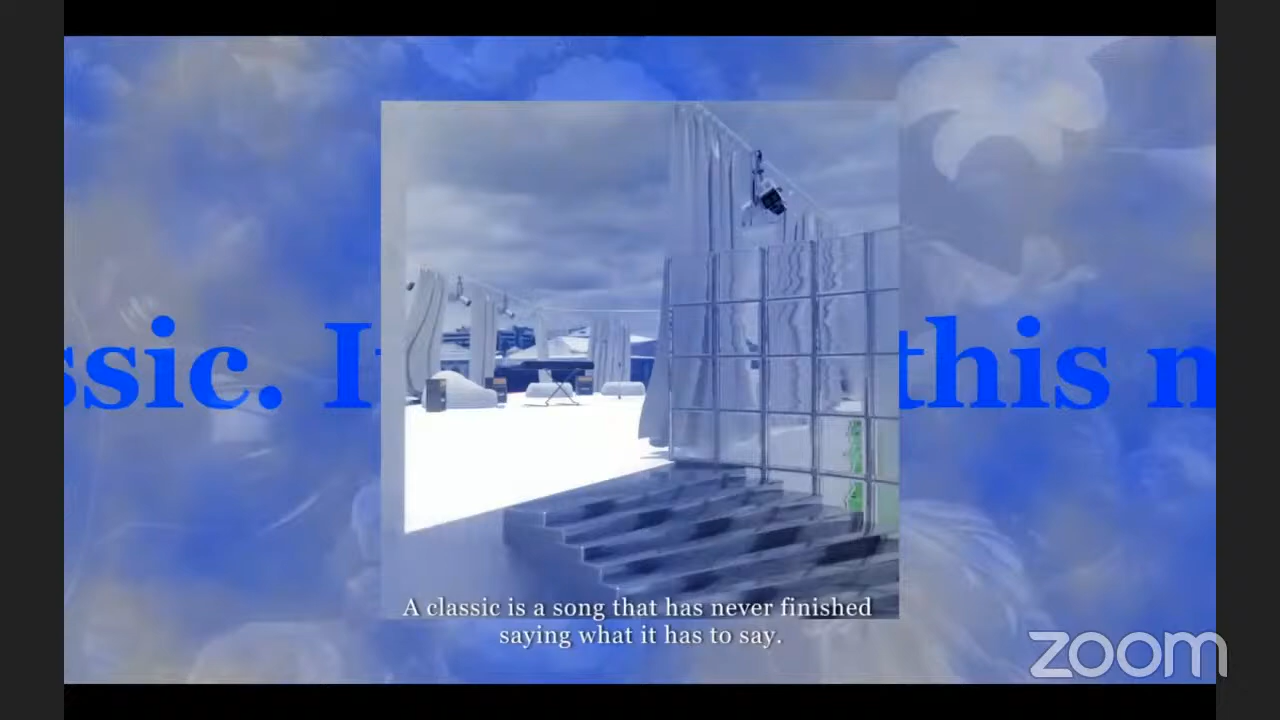 ssic. I this
A classic is a song that has never finished
saying what it has to say.
zoom